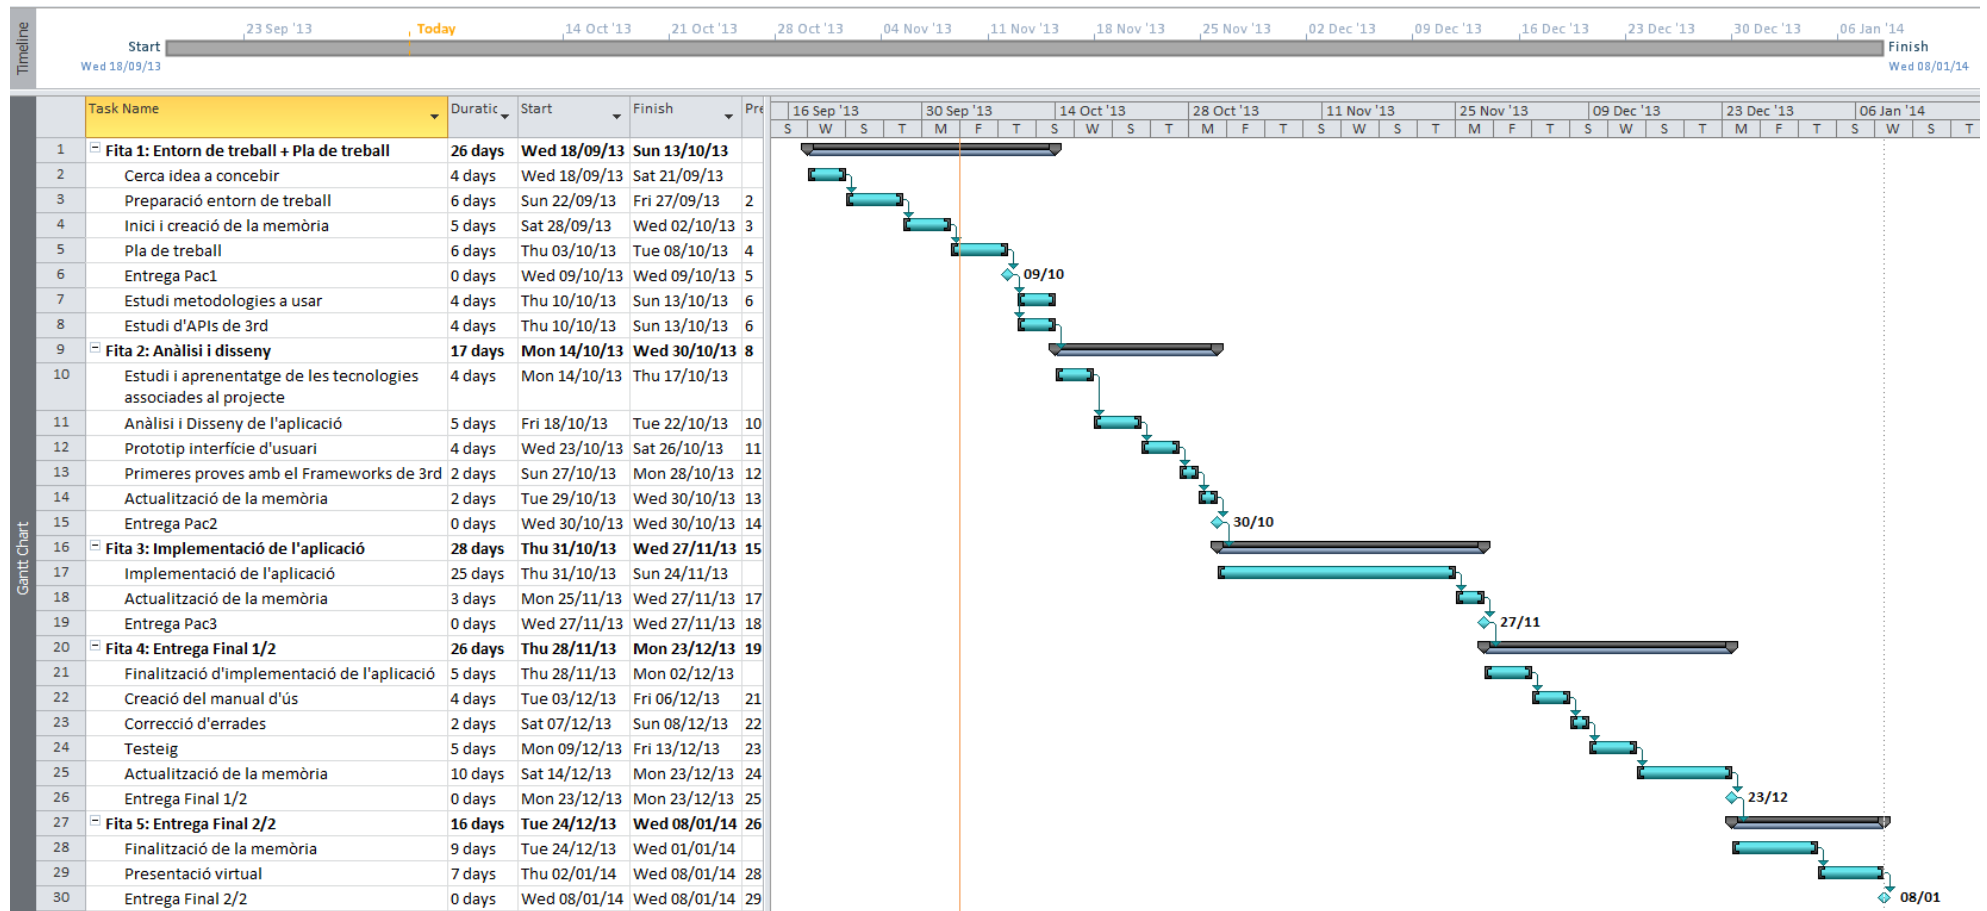 Timeline
23 Sep '13 Today 14 Oct '13 21 Oct '13 28 Oct '13 04 Nov '13 11 Nov '13 18 Nov '13 25 Nov '13 02 Dec '13 09 Dec '13 16 Dec '13 23 Dec '13 30 Dec '13 06 Jan '14
Start
Wed 18/09/13
Finish
Wed 08/01/14
Gantt Chart
Task Name Duratic Start Finish Pre 16 Sep '13 30 Sep '13 14 Oct '13 28 Oct '13 11 Nov '13 25 Nov '13 09 Dec '13 23 Dec '13 06 Jan '14
S W S T M F T S W S T M F T S W S T M F T S W S T M F T S W S T
1 Fita 1: Entorn de treball + Pla de treball 26 days Wed 18/09/13 Sun 13/10/13
2 Cerca idea a concebir 4 days Wed 18/09/13 Sat 21/09/13
3 Preparació entorn de treball 6 days Sun 22/09/13 Fri 27/09/13 2
4 Inici i creació de la memòria 5 days Sat 28/09/13 Wed 02/10/13 3
5 Pla de treball 6 days Thu 03/10/13 Tue 08/10/13 4
6 Entrega Pac1 0 days Wed 09/10/13 Wed 09/10/13 5 09/10
7 Estudi metodologies a usar 4 days Thu 10/10/13 Sun 13/10/13 6
8 Estudi d'APIs de 3rd 4 days Thu 10/10/13 Sun 13/10/13 6
9 Fita 2: Anàlisi i disseny 17 days Mon 14/10/13 Wed 30/10/13 8
10 Estudi i aprenentatge de les tecnologies 4 days Mon 14/10/13 Thu 17/10/13
associades al projecte
11 Anàlisi i Disseny de l'aplicació 5 days Fri 18/10/13 Tue 22/10/13 10
12 Prototip interfície d'usuari 4 days Wed 23/10/13 Sat 26/10/13 11
13 Primeres proves amb el Frameworks de 3rd 2 days Sun 27/10/13 Mon 28/10/13 12
14 Actualització de la memòria 2 days Tue 29/10/13 Wed 30/10/13 13
15 Entrega Pac2 0 days Wed 30/10/13 Wed 30/10/13 14 30/10
16 Fita 3: Implementació de l'aplicació 28 days Thu 31/10/13 Wed 27/11/13 15
17 Implementació de l'aplicació 25 days Thu 31/10/13 Sun 24/11/13
18 Actualització de la memòria 3 days Mon 25/11/13 Wed 27/11/13 17
19 Entrega Pac3 0 days Wed 27/11/13 Wed 27/11/13 18 27/11
20 Fita 4: Entrega Final 1/2 26 days Thu 28/11/13 Mon 23/12/13 19
21 Finalització d'implementació de l'aplicació 5 days Thu 28/11/13 Mon 02/12/13
22 Creació del manual d'ús 4 days Tue 03/12/13 Fri 06/12/13 21
23 Correcció d'errades 2 days Sat 07/12/13 Sun 08/12/13 22
24 Testeig 5 days Mon 09/12/13 Fri 13/12/13 23
25 Actualització de la memòria 10 days Sat 14/12/13 Mon 23/12/13 24
26 Entrega Final 1/2 0 days Mon 23/12/13 Mon 23/12/13 25 23/12
27 Fita 5: Entrega Final 2/2 16 days Tue 24/12/13 Wed 08/01/14 26
28 Finalització de la memòria 9 days Tue 24/12/13 Wed 01/01/14
29 Presentació virtual 7 days Thu 02/01/14 Wed 08/01/14 28
30 Entrega Final 2/2 0 days Wed 08/01/14 Wed 08/01/14 29 08/01